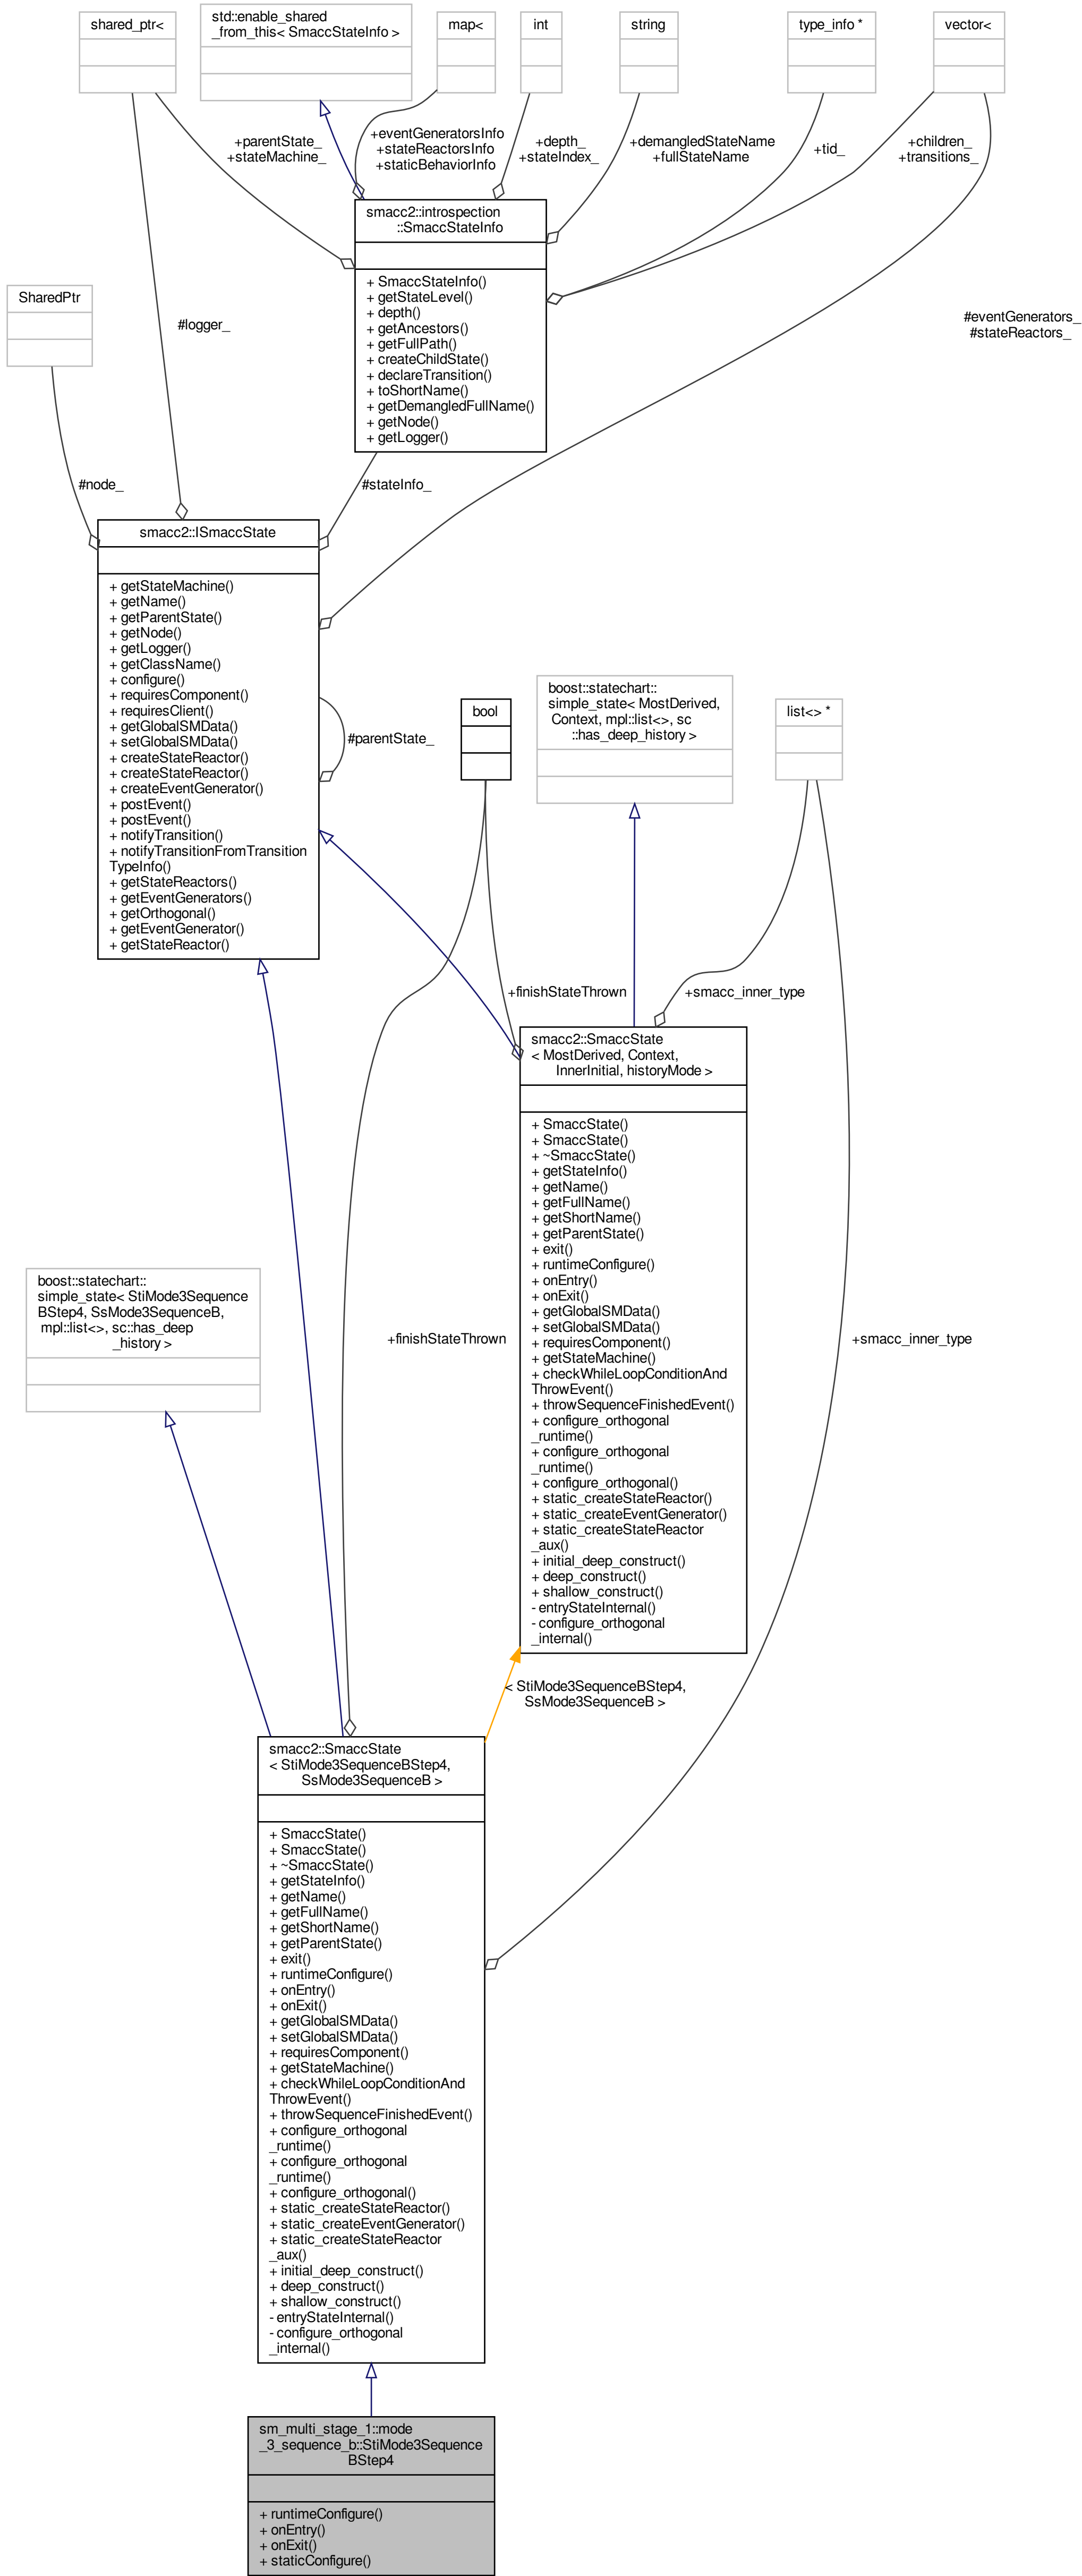 shared_ptr<
std::enable_shared
_from_this< SmaccStateInfo >
map<
int
string
type_info *
vector<
+parentState_
+stateMachine_
+eventGeneratorsInfo
+stateReactorsInfo
+staticBehaviorInfo
+depth_
+stateIndex_
+demangledStateName
+fullStateName
+tid_
+children_
+transitions_
smacc2::introspection
::SmaccStateInfo
+ SmaccStateInfo()
+ getStateLevel()
+ depth()
+ getAncestors()
+ getFullPath()
+ createChildState()
+ declareTransition()
+ toShortName()
+ getDemangledFullName()
+ getNode()
+ getLogger()
SharedPtr
#logger_
#eventGenerators_
#stateReactors_
#node_
#stateInfo_
smacc2::ISmaccState
+ getStateMachine()
+ getName()
+ getParentState()
+ getNode()
+ getLogger()
+ getClassName()
+ configure()
+ requiresComponent()
+ requiresClient()
+ getGlobalSMData()
+ setGlobalSMData()
+ createStateReactor()
+ createStateReactor()
+ createEventGenerator()
+ postEvent()
+ postEvent()
+ notifyTransition()
+ notifyTransitionFromTransition
TypeInfo()
+ getStateReactors()
+ getEventGenerators()
+ getOrthogonal()
+ getEventGenerator()
+ getStateReactor()
#parentState_
bool
boost::statechart::
simple_state< MostDerived,
Context, mpl::list<>, sc
::has_deep_history >
list<> *
+finishStateThrown
+smacc_inner_type
smacc2::SmaccState
< MostDerived, Context,
InnerInitial, historyMode >
+ SmaccState()
+ SmaccState()
+ ~SmaccState()
+ getStateInfo()
+ getName()
+ getFullName()
+ getShortName()
+ getParentState()
+ exit()
+ runtimeConfigure()
+ onEntry()
+ onExit()
+ getGlobalSMData()
+ setGlobalSMData()
+ requiresComponent()
+ getStateMachine()
+ checkWhileLoopConditionAnd
ThrowEvent()
+ throwSequenceFinishedEvent()
+ configure_orthogonal
_runtime()
+ configure_orthogonal
_runtime()
+ configure_orthogonal()
+ static_createStateReactor()
+ static_createEventGenerator()
+ static_createStateReactor
_aux()
+ initial_deep_construct()
+ deep_construct()
+ shallow_construct()
- entryStateInternal()
- configure_orthogonal
_internal()
boost::statechart::
simple_state< StiMode3Sequence
BStep4, SsMode3SequenceB,
mpl::list<>, sc::has_deep
_history >
+finishStateThrown
+smacc_inner_type
< StiMode3SequenceBStep4,
SsMode3SequenceB >
smacc2::SmaccState
< StiMode3SequenceBStep4,
SsMode3SequenceB >
+ SmaccState()
+ SmaccState()
+ ~SmaccState()
+ getStateInfo()
+ getName()
+ getFullName()
+ getShortName()
+ getParentState()
+ exit()
+ runtimeConfigure()
+ onEntry()
+ onExit()
+ getGlobalSMData()
+ setGlobalSMData()
+ requiresComponent()
+ getStateMachine()
+ checkWhileLoopConditionAnd
ThrowEvent()
+ throwSequenceFinishedEvent()
+ configure_orthogonal
_runtime()
+ configure_orthogonal
_runtime()
+ configure_orthogonal()
+ static_createStateReactor()
+ static_createEventGenerator()
+ static_createStateReactor
_aux()
+ initial_deep_construct()
+ deep_construct()
+ shallow_construct()
- entryStateInternal()
- configure_orthogonal
_internal()
sm_multi_stage_1::mode
_3_sequence_b::StiMode3Sequence
BStep4
+ runtimeConfigure()
+ onEntry()
+ onExit()
+ staticConfigure()